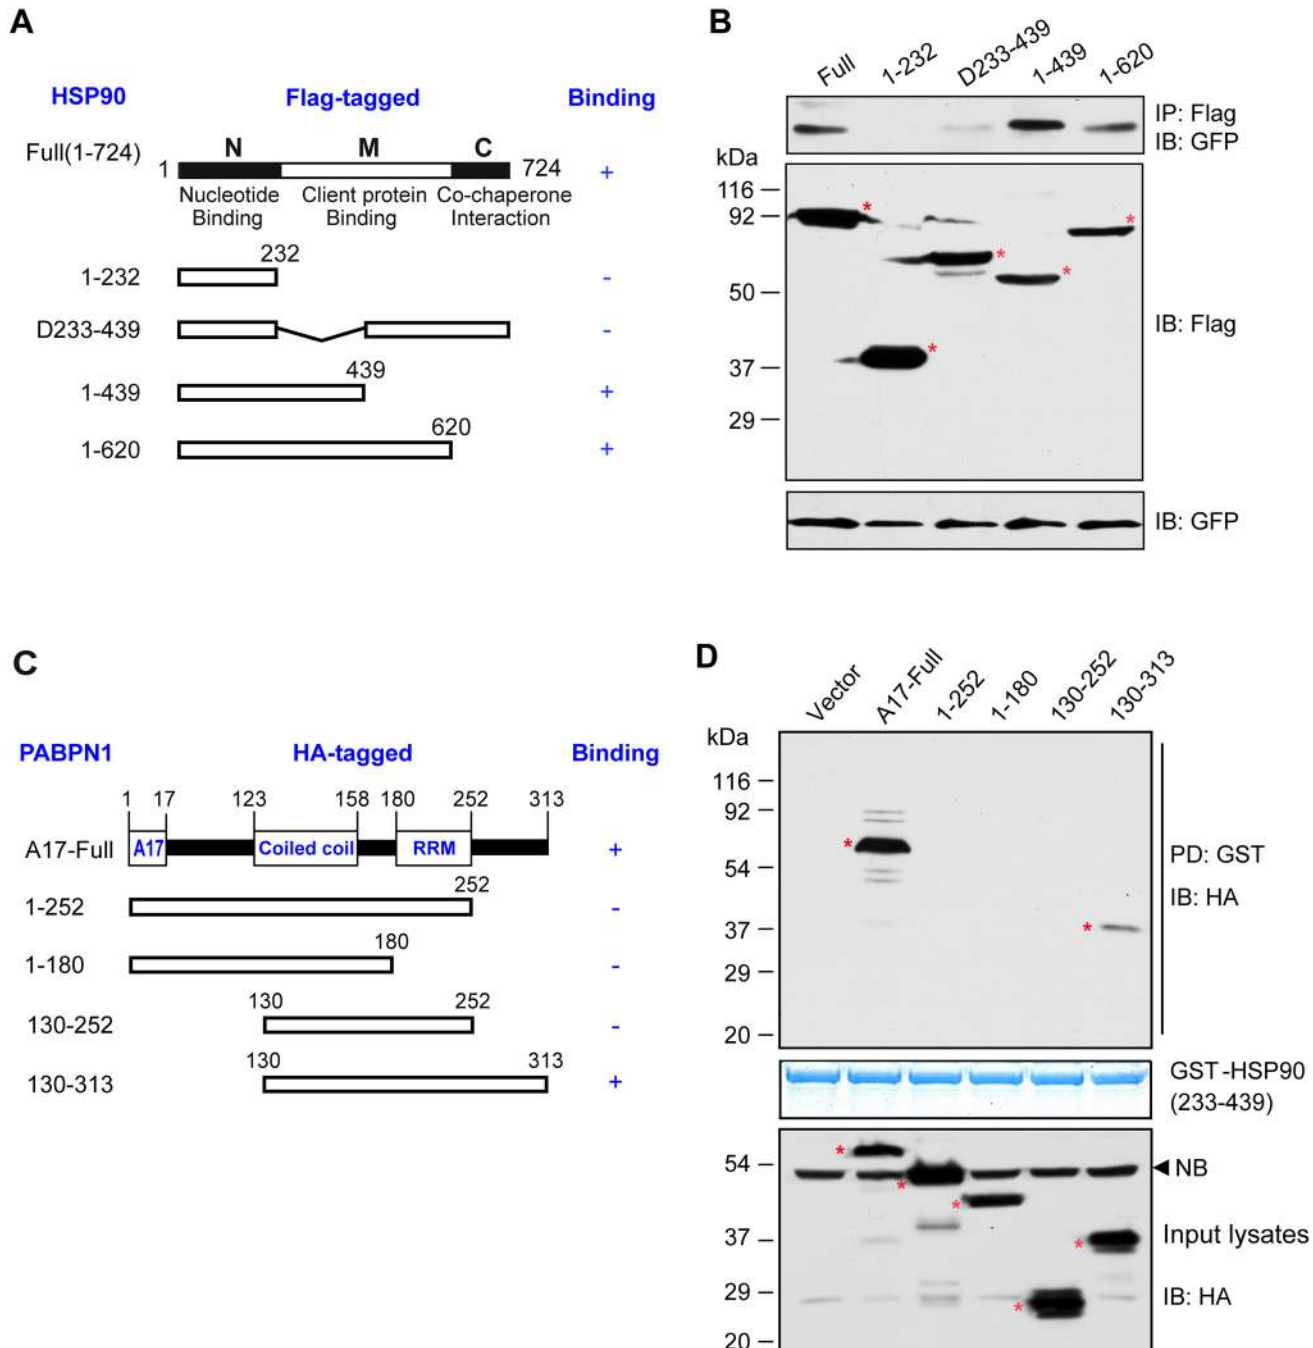 A
HSP90 Flag-tagged Binding
Full(1-724) 1 N M C 724 +
Nucleotide Binding
Client protein Binding
Co-chaperone Interaction
1-232 232 -
D233-439 -
1-439 439 +
1-620 620 +
B
Full 1-232 D233-439 1-439 1-620
IP: Flag
IB: GFP
kDa
116
92 *
*
*
*
50
IB: Flag
37 *
29
IB: GFP
C
PABPN1 HA-tagged Binding
1 17 123 158 180 252 313
A17-Full A17 Coiled coil RRM +
1-252 252 -
1-180 180 -
130-252 130 252 -
130-313 130 313 +
D
Vector A17-Full 1-252 1-180 130-252 130-313
kDa
116
92
*
54
PD: GST
IB: HA
37 *
29
20
GST-HSP90
(233-439)
*
54 NB
*
*
37 *
Input lysates
29
*
IB: HA
20